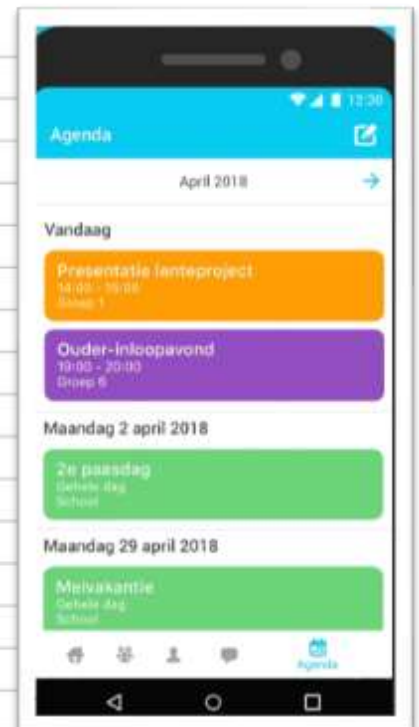 12:30
Agenda
April 2018
Vandaag
Presentatie lenteproject
14:00 - 15:00
Groep 1
Ouder-inloopavond
19:00 - 20:00
Groep 6
Maandag 2 april 2018
2e paasdag
Gehele dag
School
Maandag 29 april 2018
Meivakantie
Gehele dag
School
Agenda